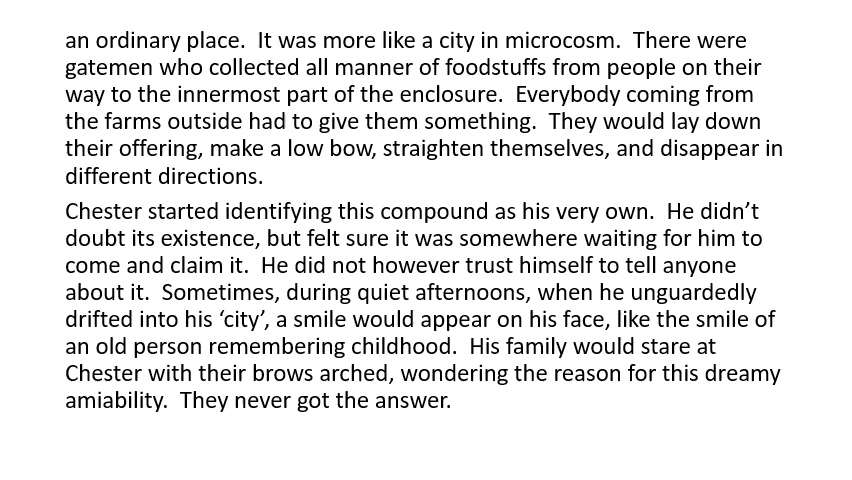 an ordinary place.  It was more like a city in microcosm.  There were
gatemen who collected all manner of foodstuffs from people on their
way to the innermost part of the enclosure.  Everybody coming from
the farms outside had to give them something.  They would lay down
their offering, make a low bow, straighten themselves, and disappear in
different directions.
Chester started identifying this compound as his very own.  He didn’t
doubt its existence, but felt sure it was somewhere waiting for him to
come and claim it.  He did not however trust himself to tell anyone
about it.  Sometimes, during quiet afternoons, when he unguardedly
drifted into his ‘city’, a smile would appear on his face, like the smile of
an old person remembering childhood.  His family would stare at
Chester with their brows arched, wondering the reason for this dreamy
amiability.  They never got the answer.